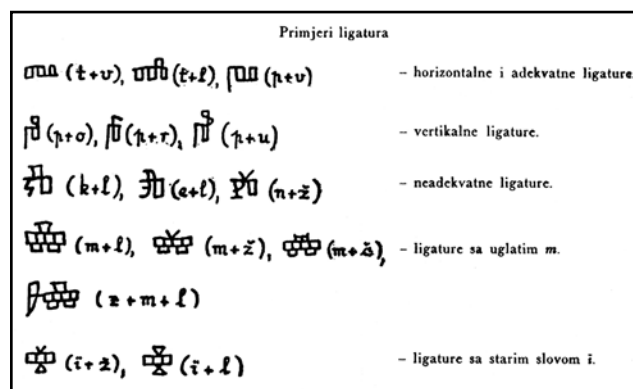 Primjeri ligatura
(t+v), (t+l), (p+v) – horizontalne i adekvatne ligature.
(p+o), (p+r), (p+u) – vertikalne ligature.
(k+l), (e+l), (n+ž) – neadekvatne ligature.
(m+l), (m+ž), (m+š), – ligature sa uglatim m.
(z+m+l)
(ï+ž), (ï+l) – ligature sa starim slovom ï.